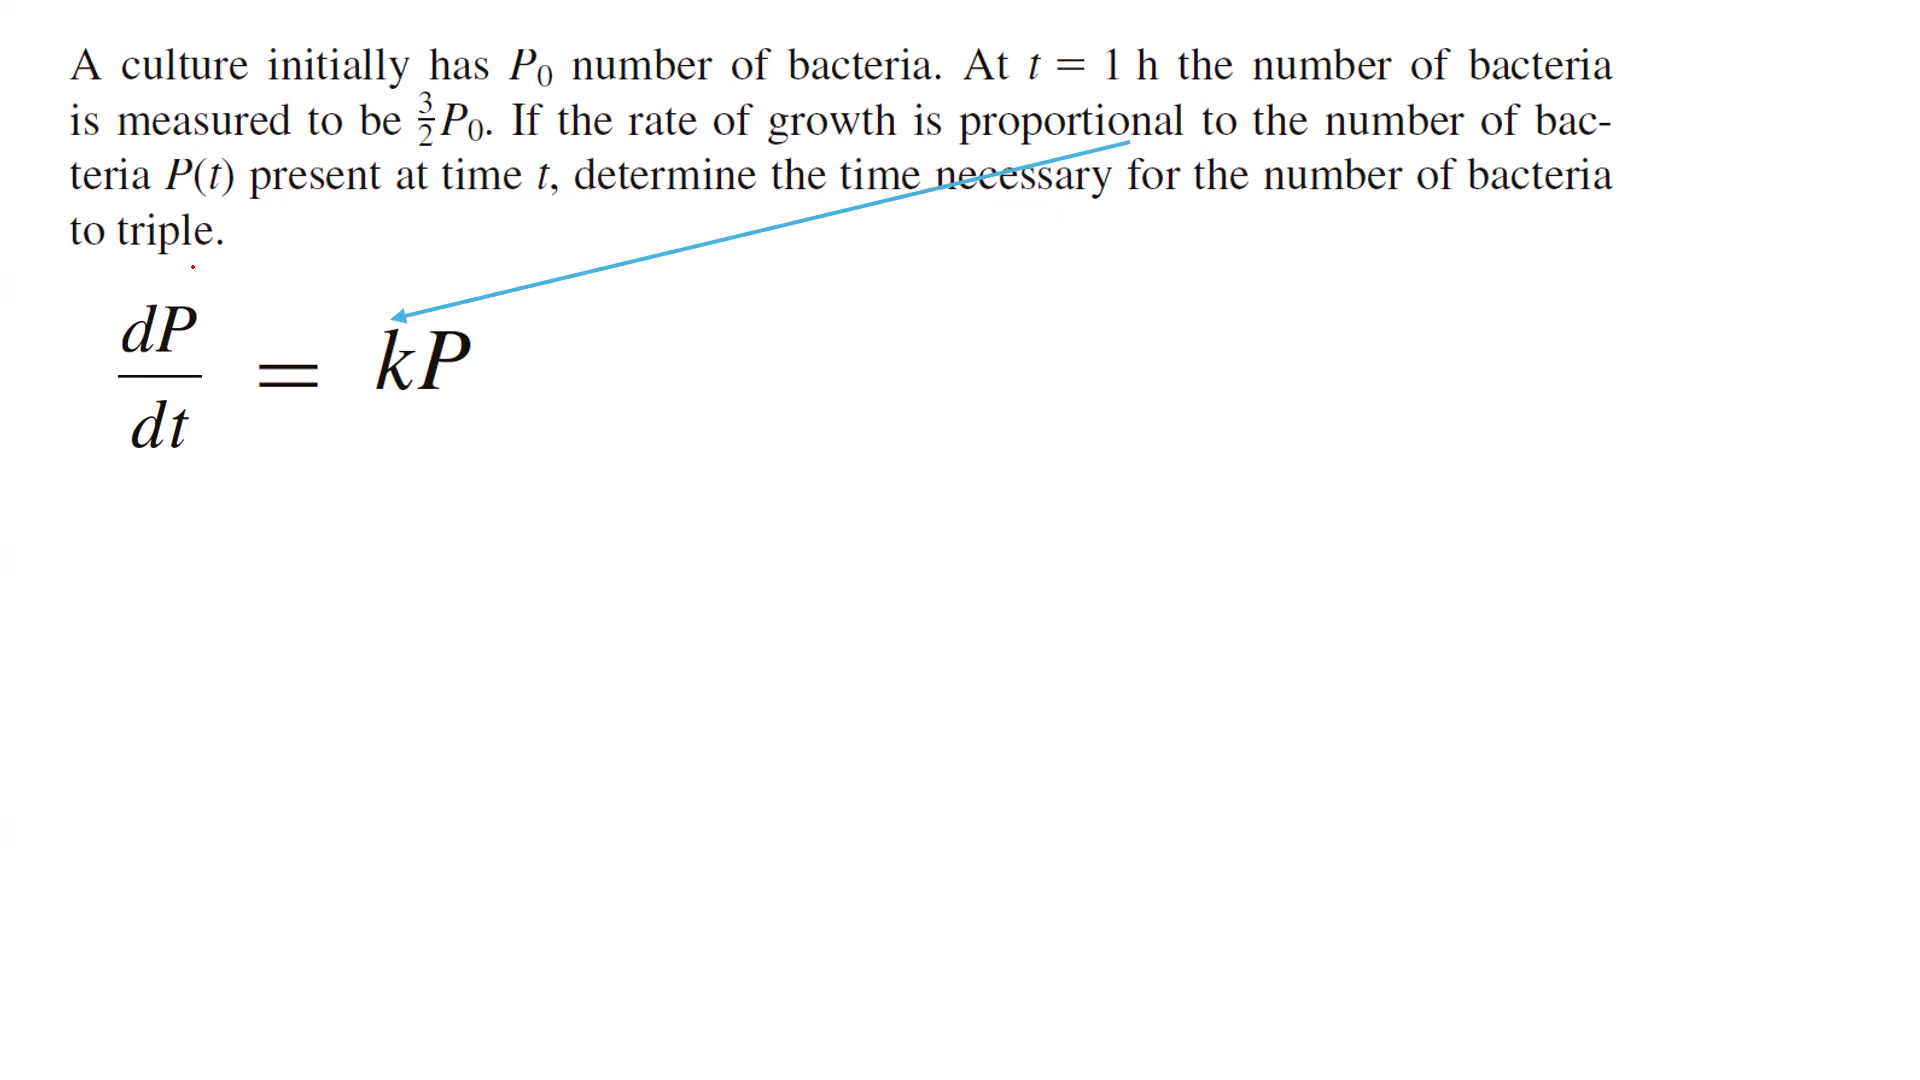 A culture initially has P₀ number of bacteria. At t = 1 h the number of bacteria
is measured to be 3/2 P₀. If the rate of growth is proportional to the number of bac-
teria P(t) present at time t, determine the time necessary for the number of bacteria
to triple.
dP/dt = kP